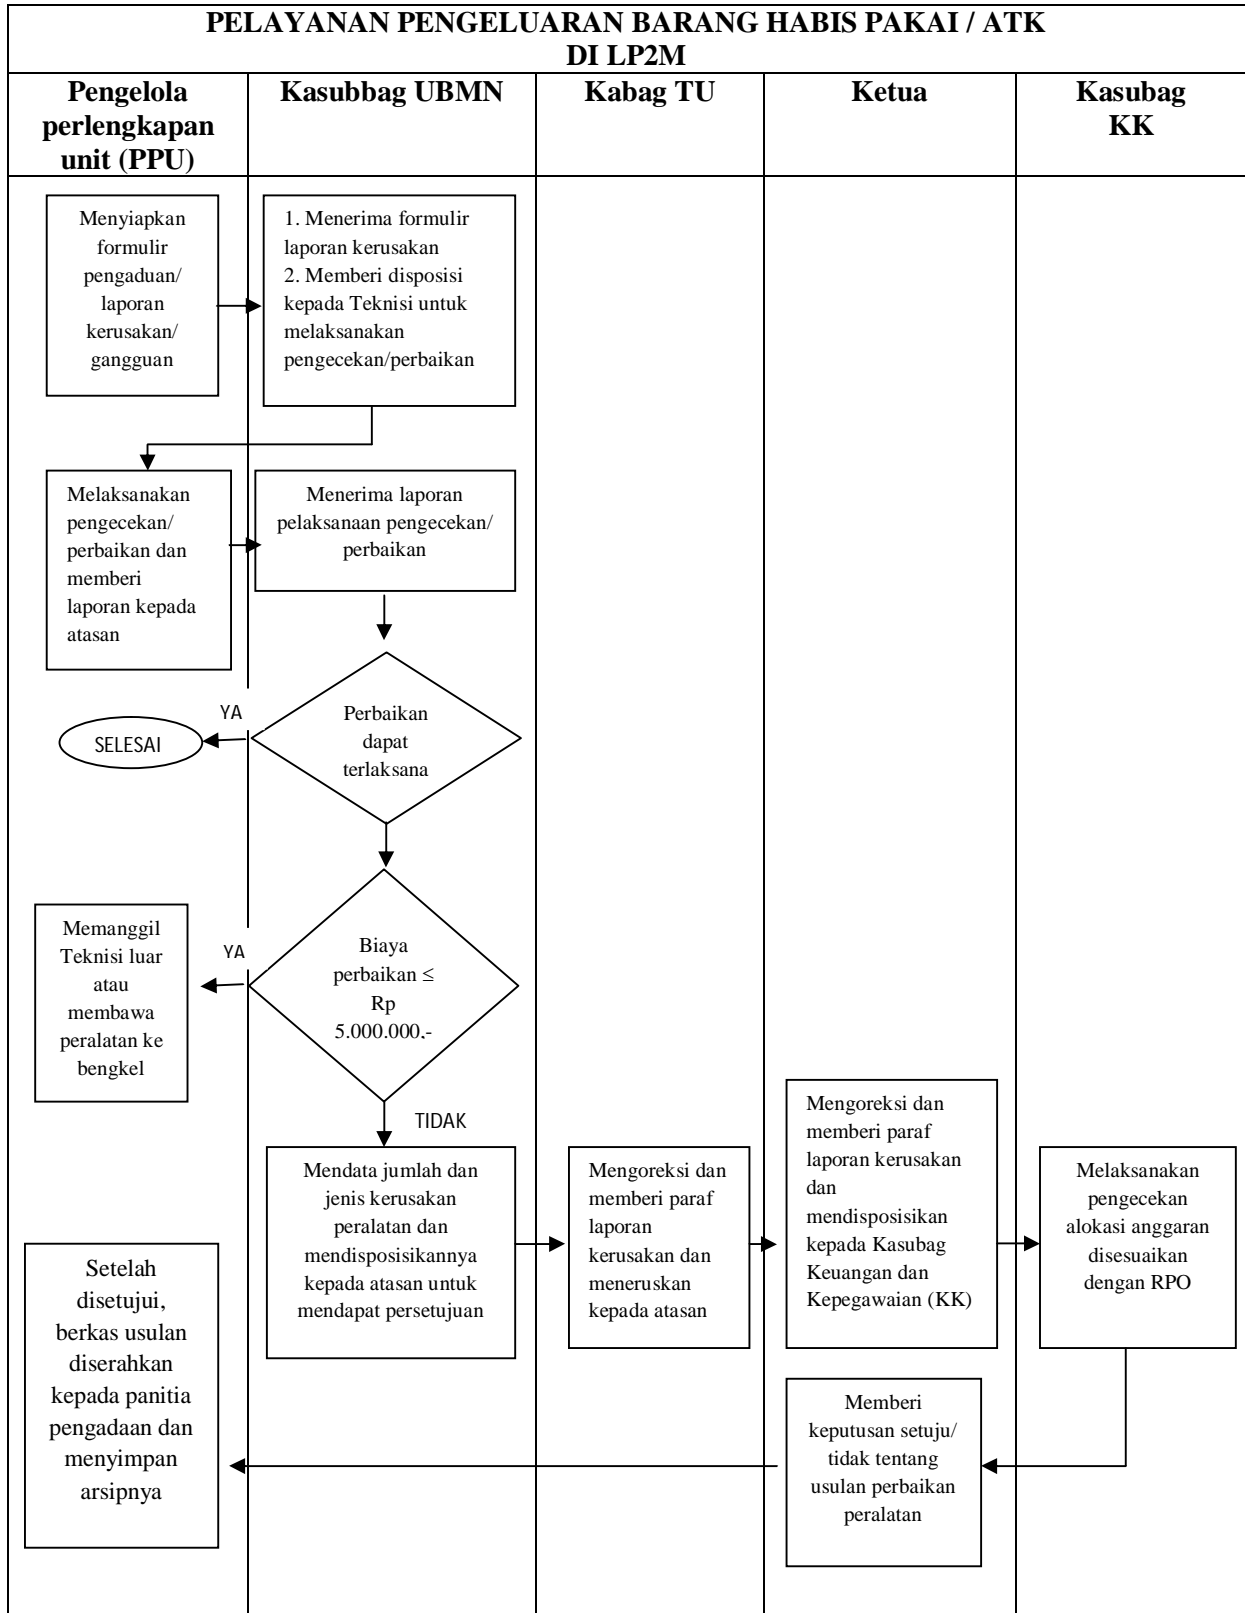 PELAYANAN PENGELUARAN BARANG HABIS PAKAI / ATK
DI LP2M
Pengelola
perlengkapan
unit (PPU)
Kasubbag UBMN
Kabag TU
Ketua
Kasubag
KK
Menyiapkan
formulir
pengaduan/
laporan
kerusakan/
gangguan
1. Menerima formulir
laporan kerusakan
2. Memberi disposisi
kepada Teknisi untuk
melaksanakan
pengecekan/perbaikan
Melaksanakan
pengecekan/
perbaikan dan
memberi
laporan kepada
atasan
Menerima laporan
pelaksanaan pengecekan/
perbaikan
Perbaikan
dapat
terlaksana
YA
SELESAI
Biaya
perbaikan ≤
Rp
5.000.000,-
YA
Memanggil
Teknisi luar
atau
membawa
peralatan ke
bengkel
TIDAK
Mendata jumlah dan
jenis kerusakan
peralatan dan
mendisposisikannya
kepada atasan untuk
mendapat persetujuan
Mengoreksi dan
memberi paraf
laporan
kerusakan dan
meneruskan
kepada atasan
Mengoreksi dan
memberi paraf
laporan kerusakan
dan
mendisposisikan
kepada Kasubag
Keuangan dan
Kepegawaian (KK)
Melaksanakan
pengecekan
alokasi anggaran
disesuaikan
dengan RPO
Memberi
keputusan setuju/
tidak tentang
usulan perbaikan
peralatan
Setelah
disetujui,
berkas usulan
diserahkan
kepada panitia
pengadaan dan
menyimpan
arsipnya